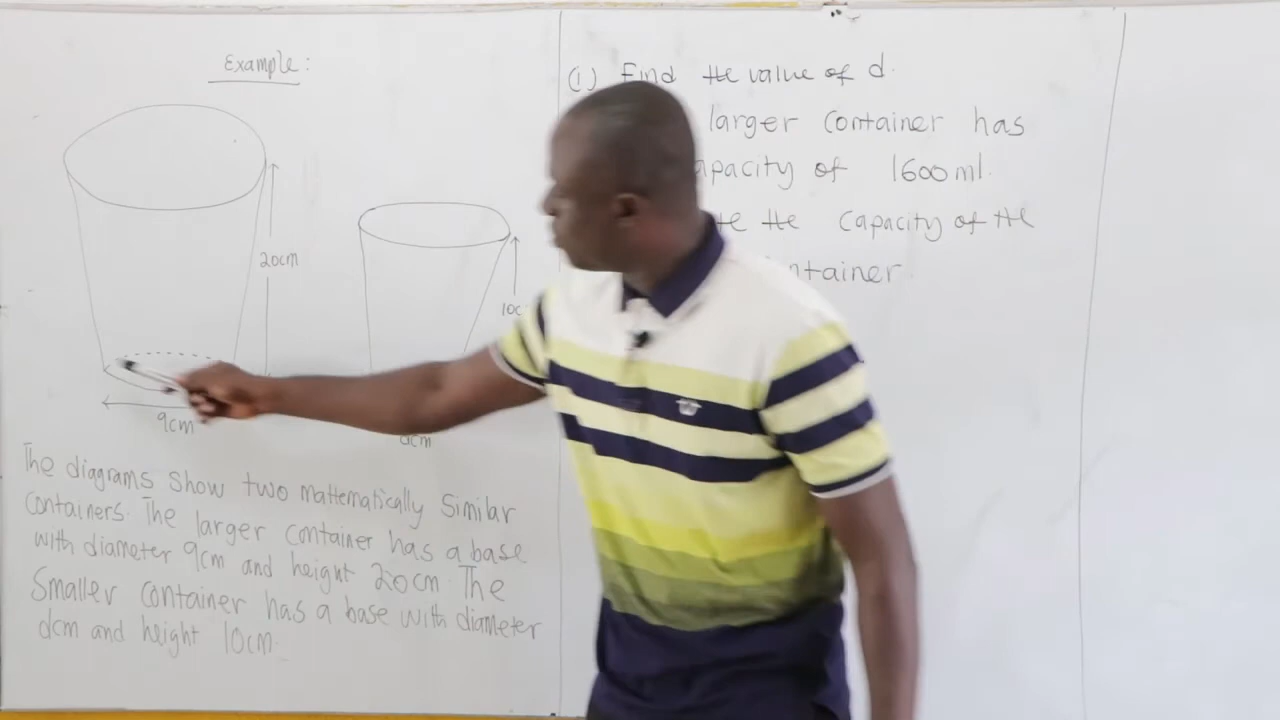 Example:
20cm
10c
9cm
dcm
The diagrams show two mathematically similar
containers. The larger container has a base
with diameter 9cm and height 20cm. The
Smaller container has a base with diameter
dcm and height 10cm.
(1) Find the value of d.
larger container has
apacity of 1600ml.
the capacity of the
ntainer.